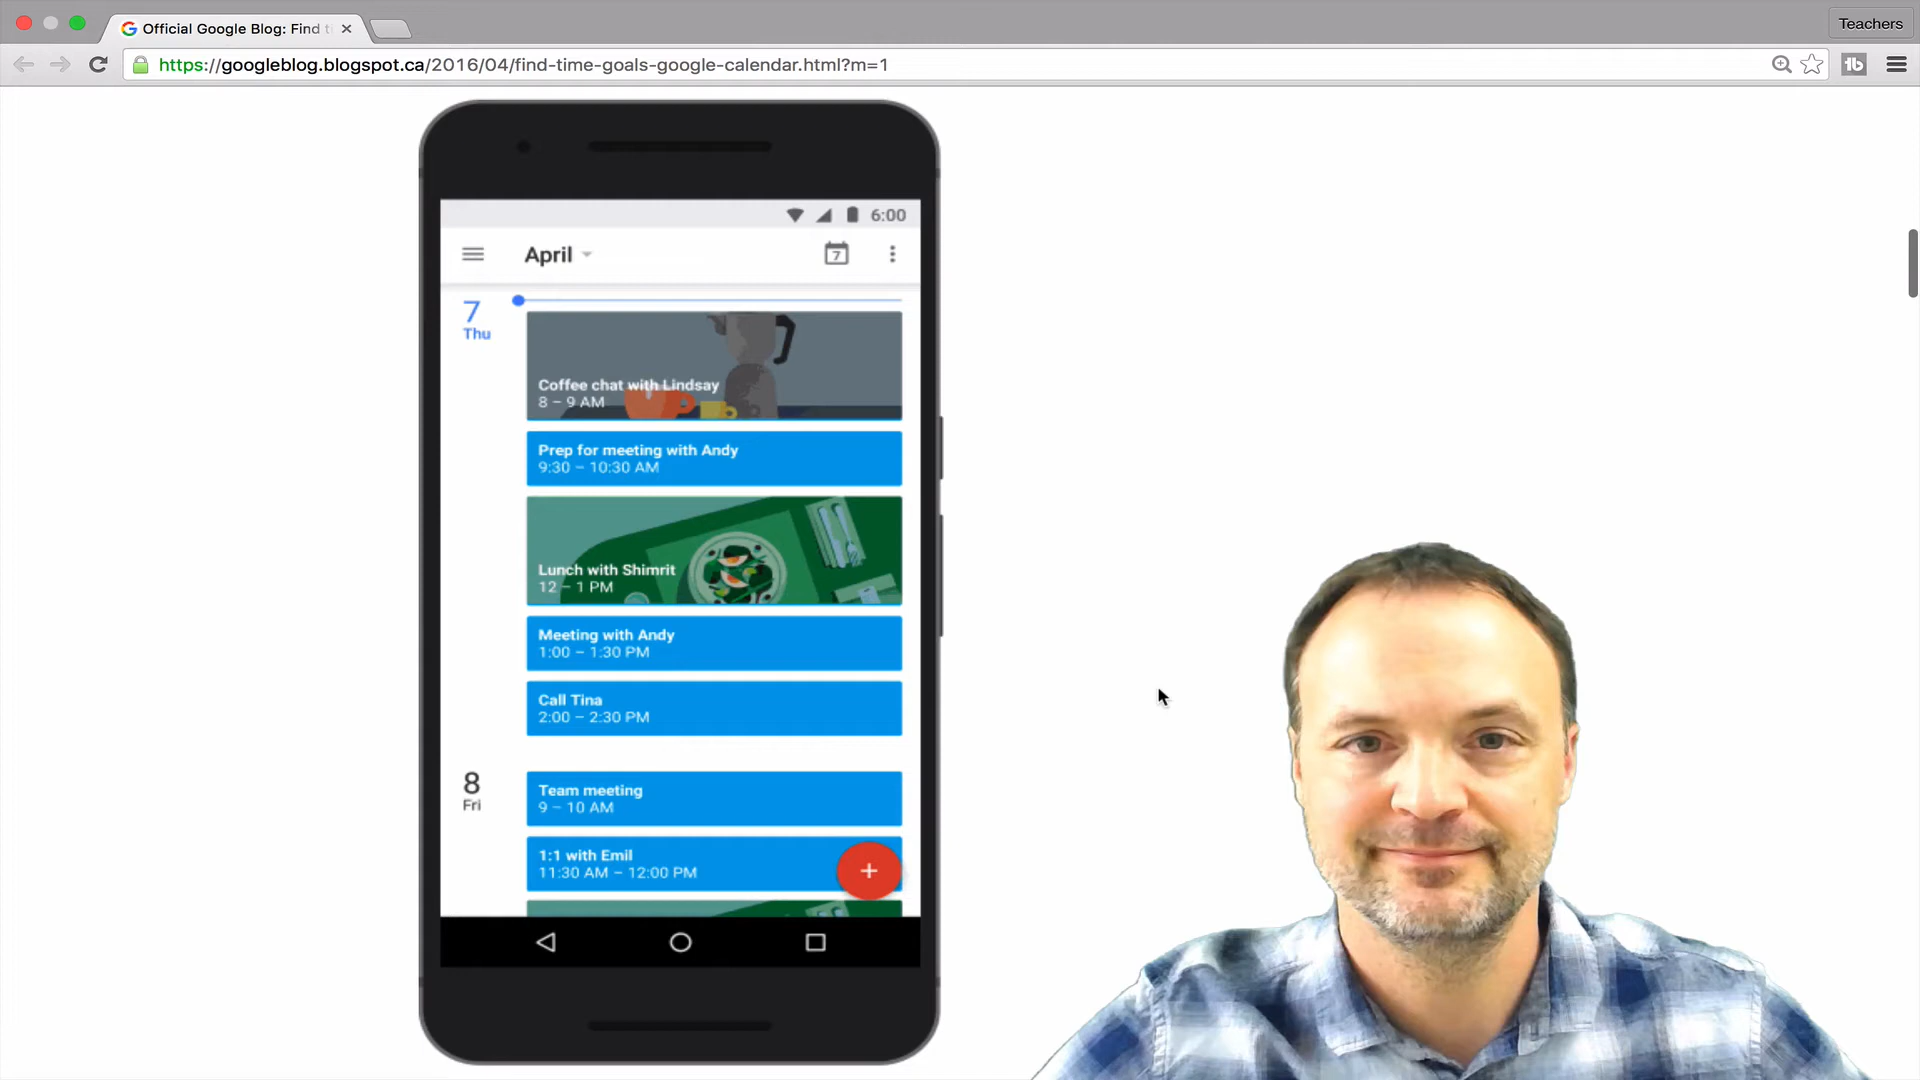 Official Google Blog: Find t
Teachers
https://googleblog.blogspot.ca/2016/04/find-time-goals-google-calendar.html?m=1
6:00
April
7
7
Thu
Coffee chat with Lindsay
8 – 9 AM
Prep for meeting with Andy
9:30 – 10:30 AM
Lunch with Shimrit
12 – 1 PM
Meeting with Andy
1:00 – 1:30 PM
Call Tina
2:00 – 2:30 PM
8
Fri
Team meeting
9 – 10 AM
1:1 with Emil
11:30 AM – 12:00 PM